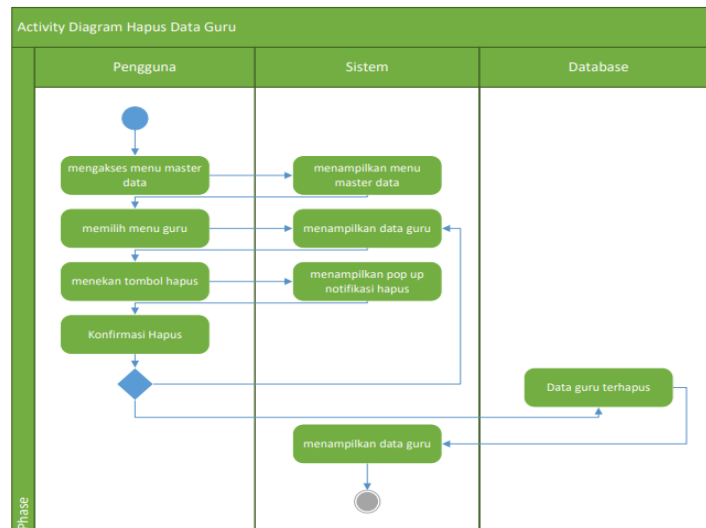 Activity Diagram Hapus Data Guru
Pengguna
Sistem
Database
mengakses menu master
data
menampilkan menu
master data
memilih menu guru
menampilkan data guru
menekan tombol hapus
menampilkan pop up
notifikasi hapus
Konfirmasi Hapus
Data guru terhapus
menampilkan data guru
Phase